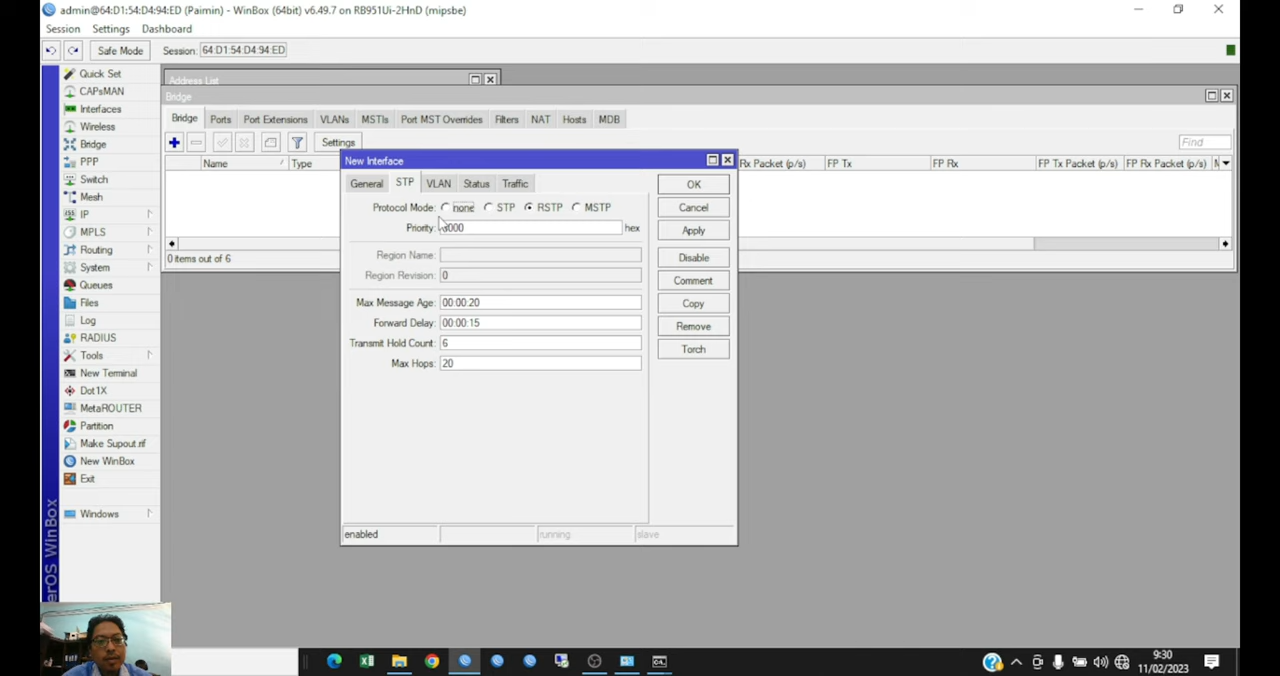 admin@64:D1:54:D4:94:ED (Paimin) - WinBox (64bit) v6.49.7 on RB951Ui-2HnD (mipsbe)
Session Settings Dashboard
Safe Mode Session: 64:D1:54:D4:94:ED
Quick Set
CAPsMAN
Interfaces
Wireless
Bridge
PPP
Switch
Mesh
IP
MPLS
Routing
System
Queues
Files
Log
RADIUS
Tools
New Terminal
Dot1X
MetaROUTER
Partition
Make Supout.rif
New WinBox
Exit
Windows
erOS WinBox
Address List
Bridge
Bridge Ports Port Extensions VLANs MSTIs Port MST Overrides Filters NAT Hosts MDB
Settings Find
Name Type Rx Packet (p/s) FP Tx FP Rx FP Tx Packet (p/s) FP Rx Packet (p/s)
0 items out of 6
New Interface
General STP VLAN Status Traffic
Protocol Mode: none STP RSTP MSTP
Priority: 8000 hex
Region Name:
Region Revision: 0
Max Message Age: 00:00:20
Forward Delay: 00:00:15
Transmit Hold Count: 6
Max Hops: 20
OK
Cancel
Apply
Disable
Comment
Copy
Remove
Torch
enabled running slave
9:30
11/02/2023